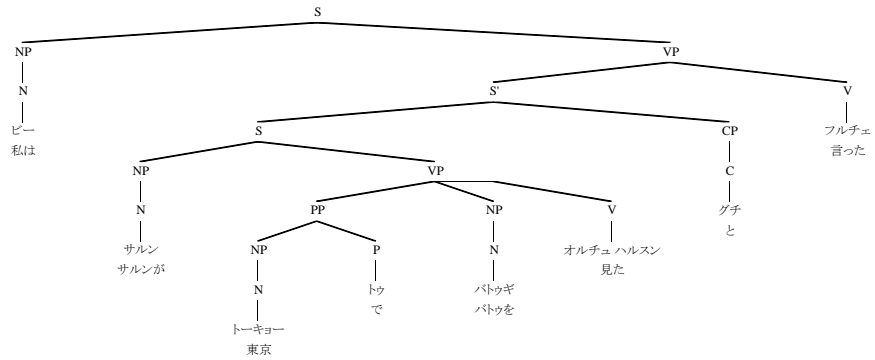 S
NP VP
N S' V
ビー フルチェ
私は 言った
S CP
NP VP C
N PP NP V グチ
と
サルン NP P N オルチュ ハルスン
サルンが 見た
N トゥ バトゥギ
で バトゥを
トーキョー
東京